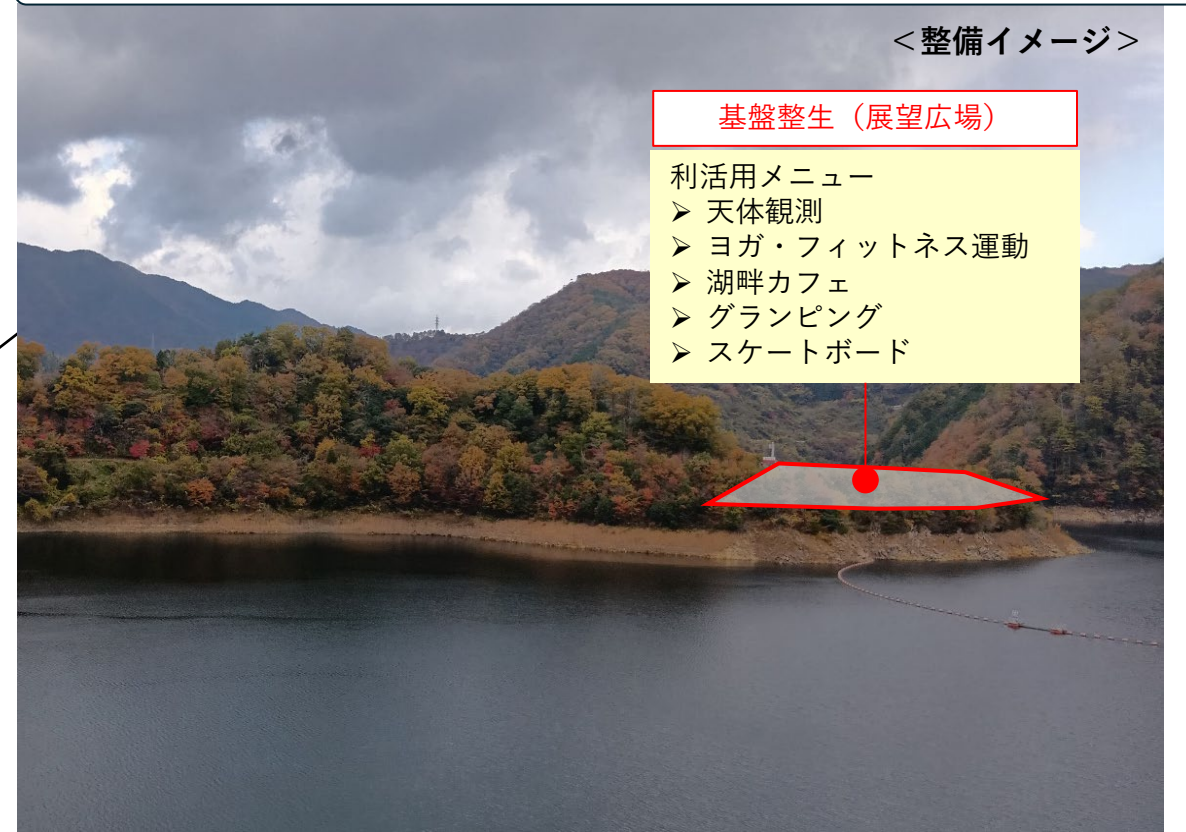 ＜整備イメージ＞
基盤整生（展望広場）
利活用メニュー
➢ 天体観測
➢ ヨガ・フィットネス運動
➢ 湖畔カフェ
➢ グランピング
➢ スケートボード